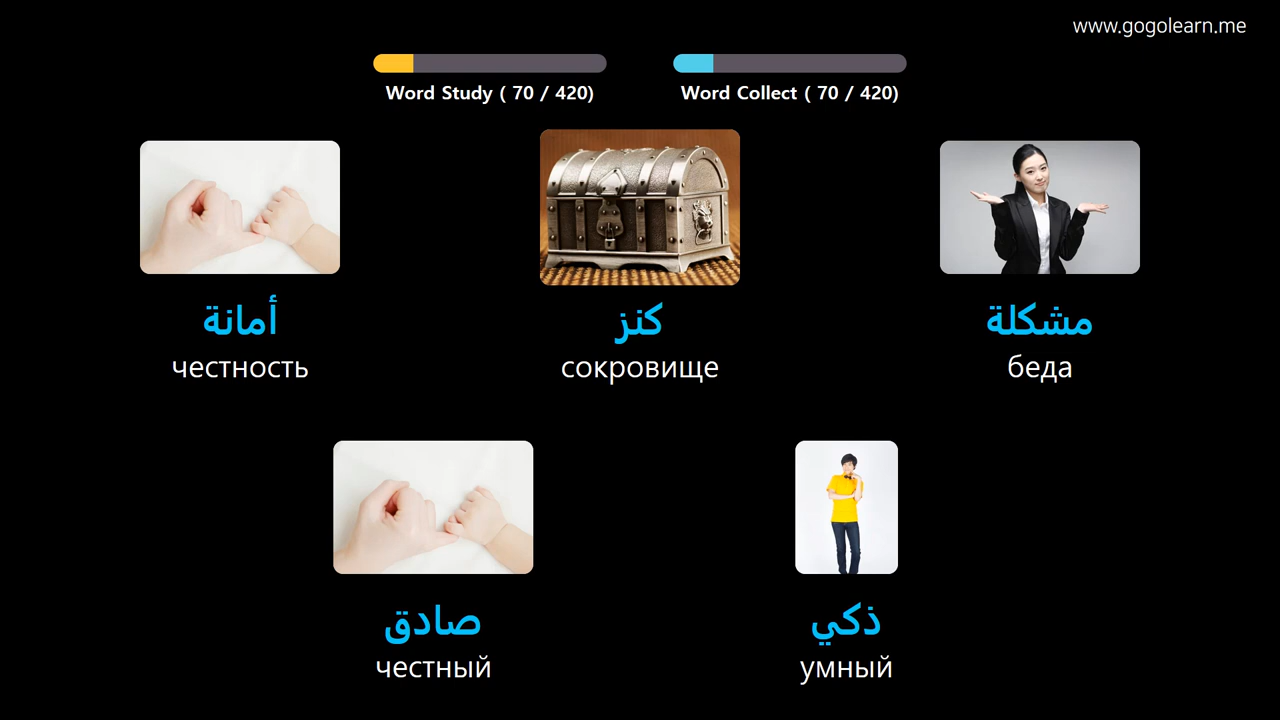 www.gogolearn.me
Word Study ( 70 / 420)
Word Collect ( 70 / 420)
أمانة
честность
كنز
сокровище
مشكلة
беда
صادق
честный
ذكي
умный